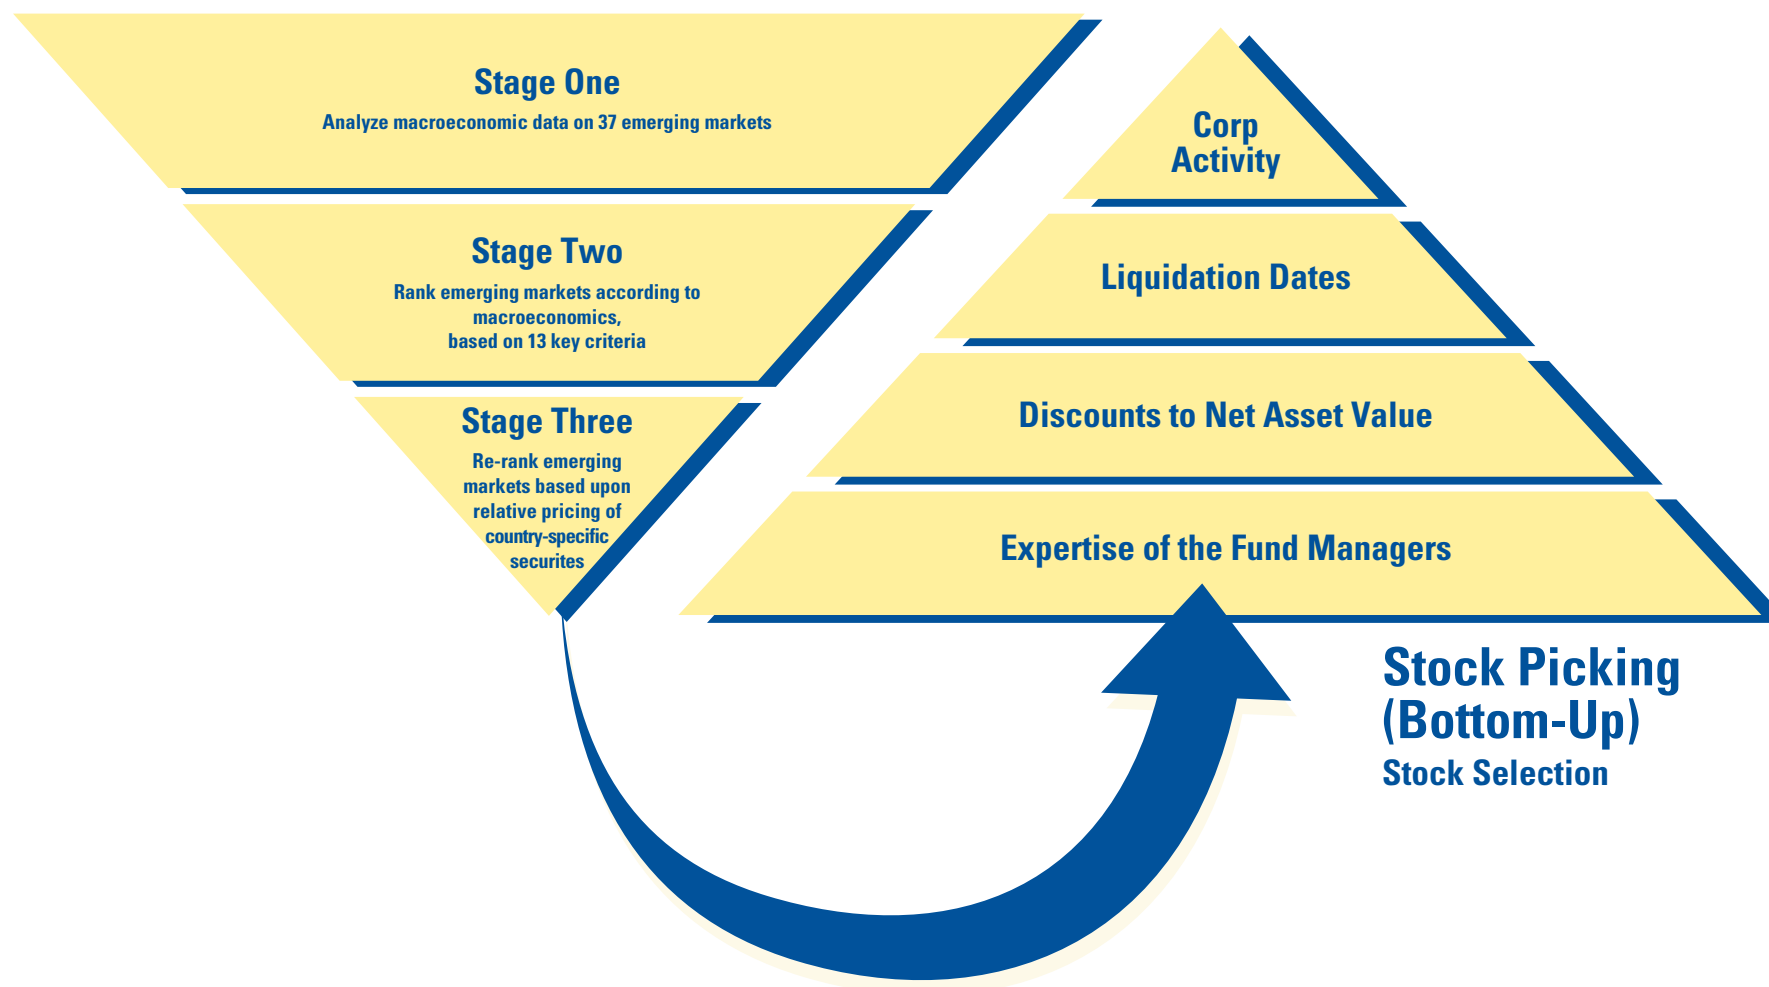 Stage One
Analyze macroeconomic data on 37 emerging markets
Stage Two
Rank emerging markets according to
macroeconomics,
based on 13 key criteria
Stage Three
Re-rank emerging
markets based upon
relative pricing of
country-specific
securites
Corp
Activity
Liquidation Dates
Discounts to Net Asset Value
Expertise of the Fund Managers
Stock Picking
(Bottom-Up)
Stock Selection